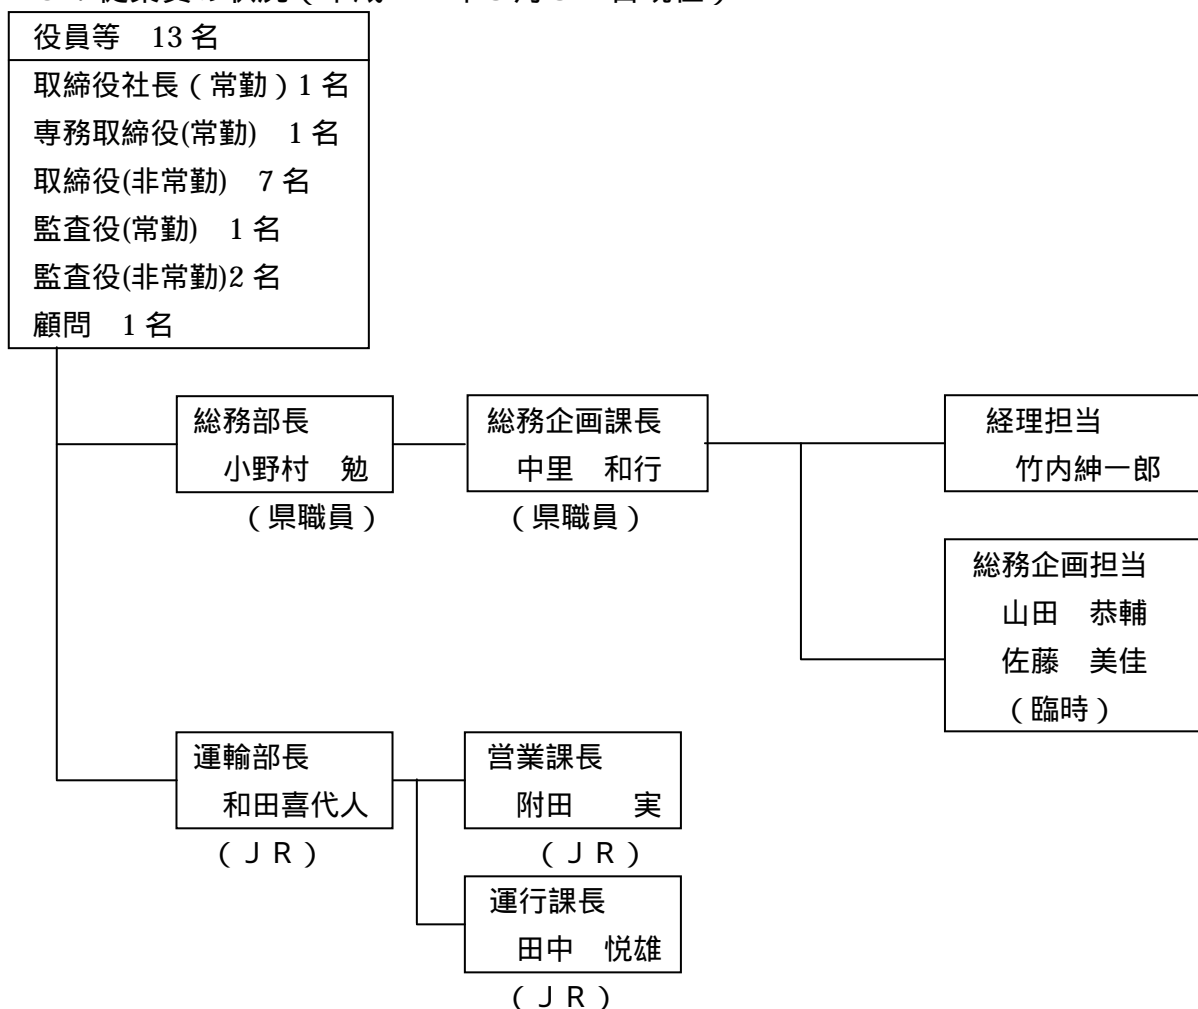 役員等　13 名
取締役社長（常勤）1 名
専務取締役(常勤)　1 名
取締役(非常勤)　7 名
監査役(常勤)　1 名
監査役(非常勤)2 名
顧問　1 名
総務部長
小野村　勉
（県職員）
総務企画課長
中里　和行
（県職員）
経理担当
竹内紳一郎
総務企画担当
山田　恭輔
佐藤　美佳
（臨時）
運輸部長
和田喜代人
（ＪＲ）
営業課長
附田　　実
（ＪＲ）
運行課長
田中　悦雄
（ＪＲ）